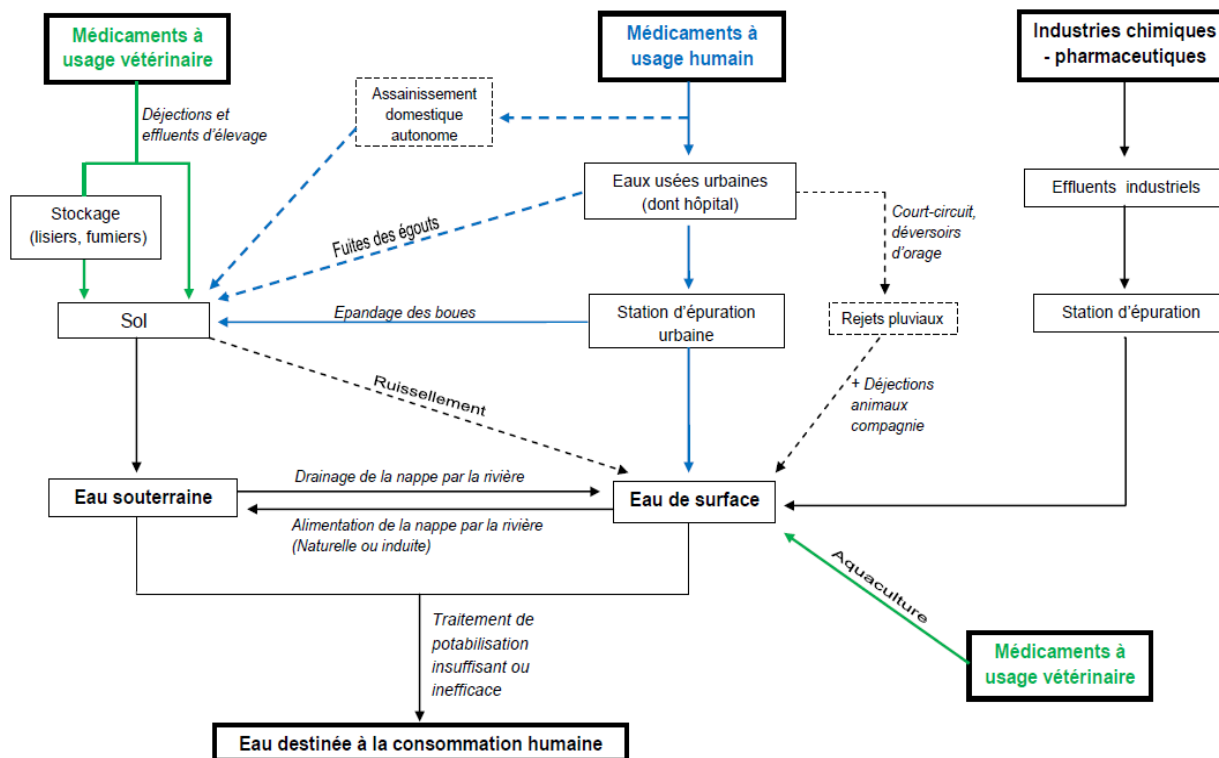 Médicaments à
usage vétérinaire
Médicaments à
usage humain
Industries chimiques
- pharmaceutiques
Déjections et
effluents d'élevage
Assainissement
domestique
autonome
Stockage
(lisiers, fumiers)
Fuites des égouts
Eaux usées urbaines
(dont hôpital)
Court-circuit,
déversoirs
d'orage
Effluents industriels
Sol
Epandage des boues
Station d'épuration
urbaine
Rejets pluviaux
Station d'épuration
Ruissellement
+ Déjections
animaux
compagnie
Eau souterraine
Drainage de la nappe par la rivière
Alimentation de la nappe par la rivière
(Naturelle ou induite)
Eau de surface
Aquaculture
Médicaments à
usage vétérinaire
Traitement de
potabilisation
insuffisant ou
inefficace
Eau destinée à la consommation humaine